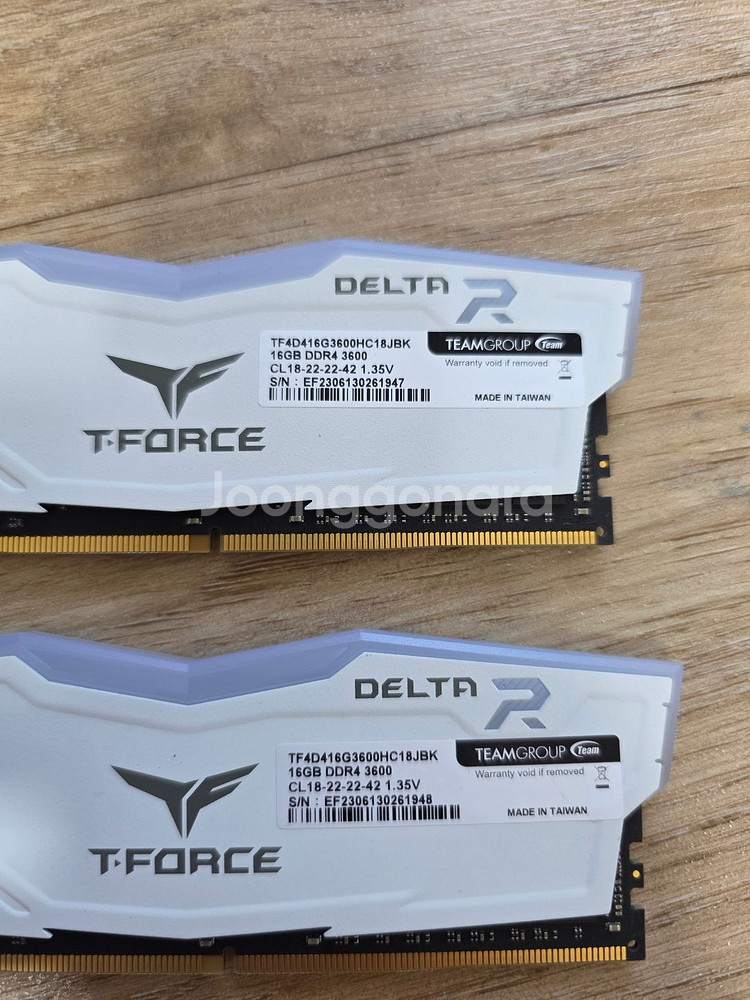 DELTA R
TF4D416G3600HC18JBK
16GB DDR4 3600
CL18-22-22-42 1.35V
S/N : EF2306130261947
TEAMGROUP Team
Warranty void if removed
MADE IN TAIWAN
T-FORCE
Joonggonara
DELTA R
TF4D416G3600HC18JBK
16GB DDR4 3600
CL18-22-22-42 1.35V
S/N : EF2306130261948
TEAMGROUP Team
Warranty void if removed
MADE IN TAIWAN
T-FORCE